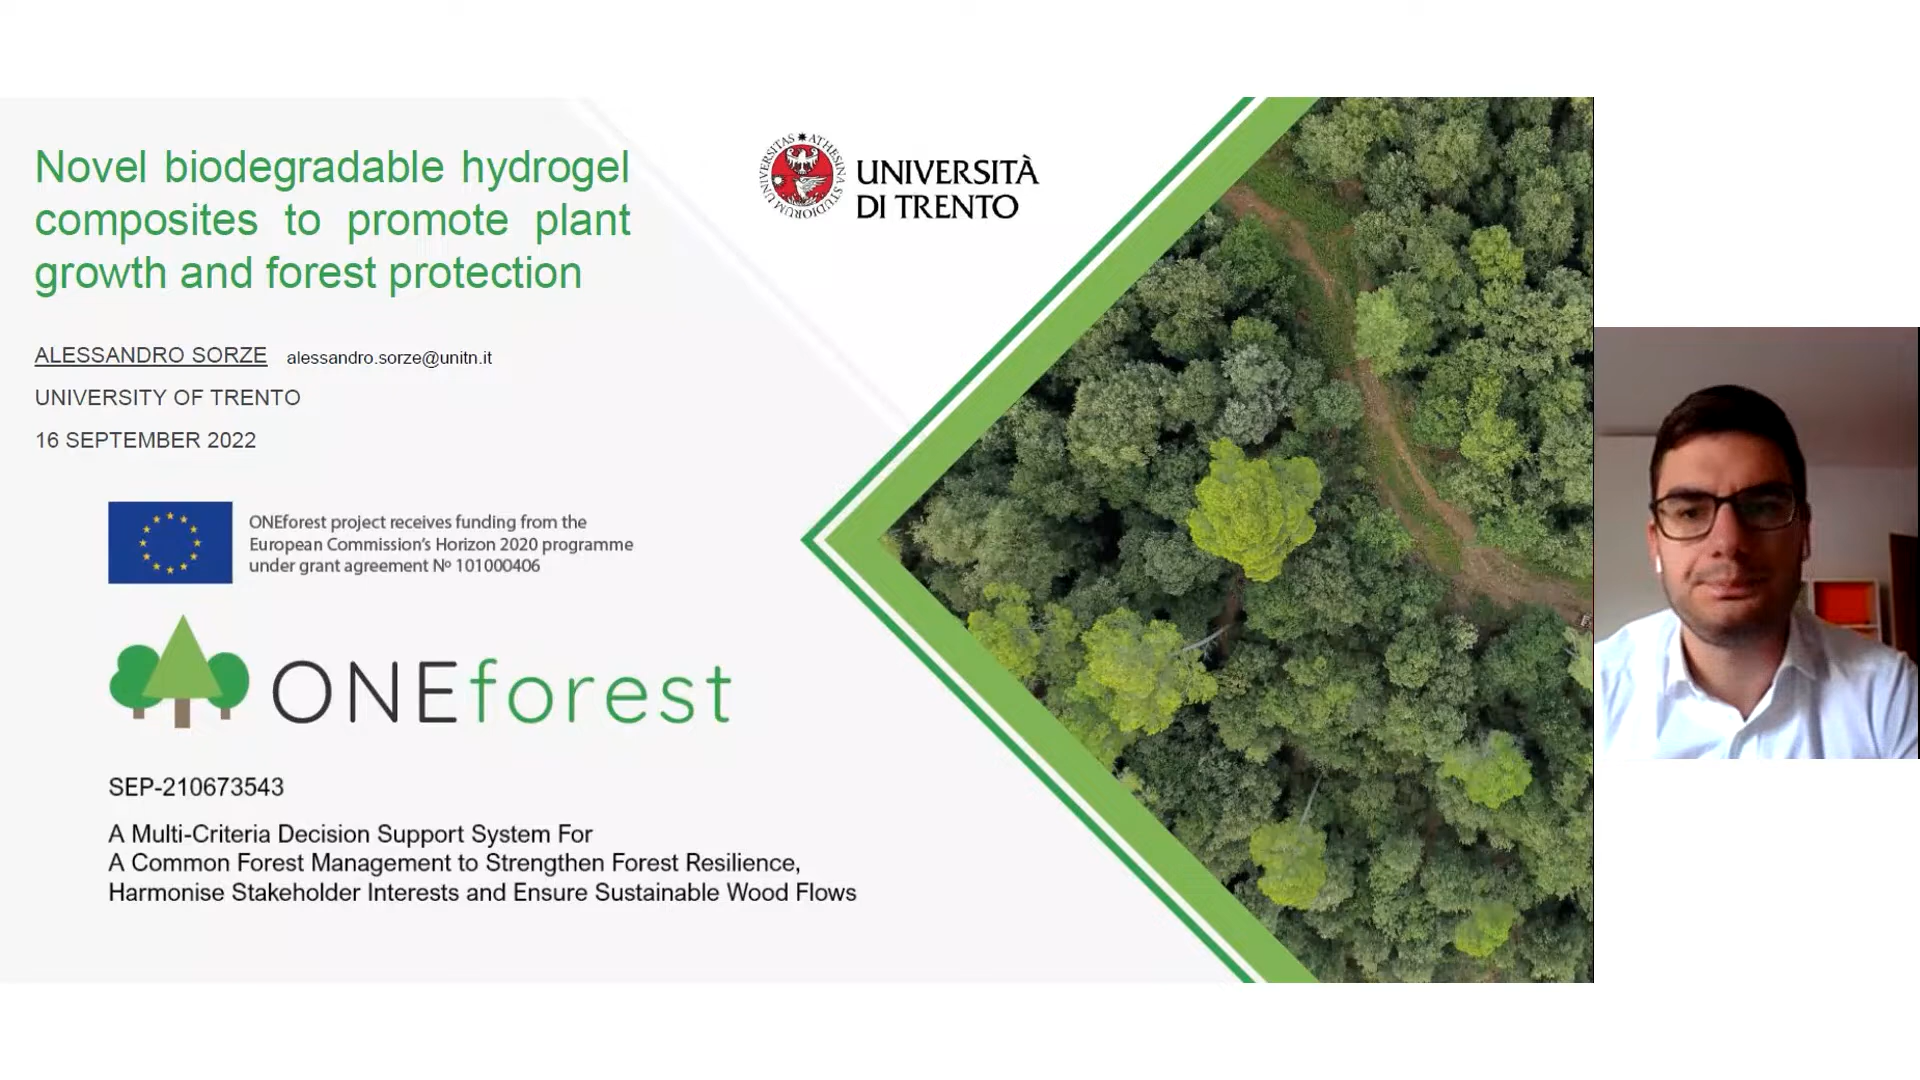 Novel biodegradable hydrogel
composites to promote plant
growth and forest protection
UNIVERSITAS ATHESINA STUDIORUM
UNIVERSITÀ
DI TRENTO
ALESSANDRO SORZE alessandro.sorze@unitn.it
UNIVERSITY OF TRENTO
16 SEPTEMBER 2022
ONEforest project receives funding from the
European Commission's Horizon 2020 programme
under grant agreement Nº 101000406
ONEforest
SEP-210673543
A Multi-Criteria Decision Support System For
A Common Forest Management to Strengthen Forest Resilience,
Harmonise Stakeholder Interests and Ensure Sustainable Wood Flows